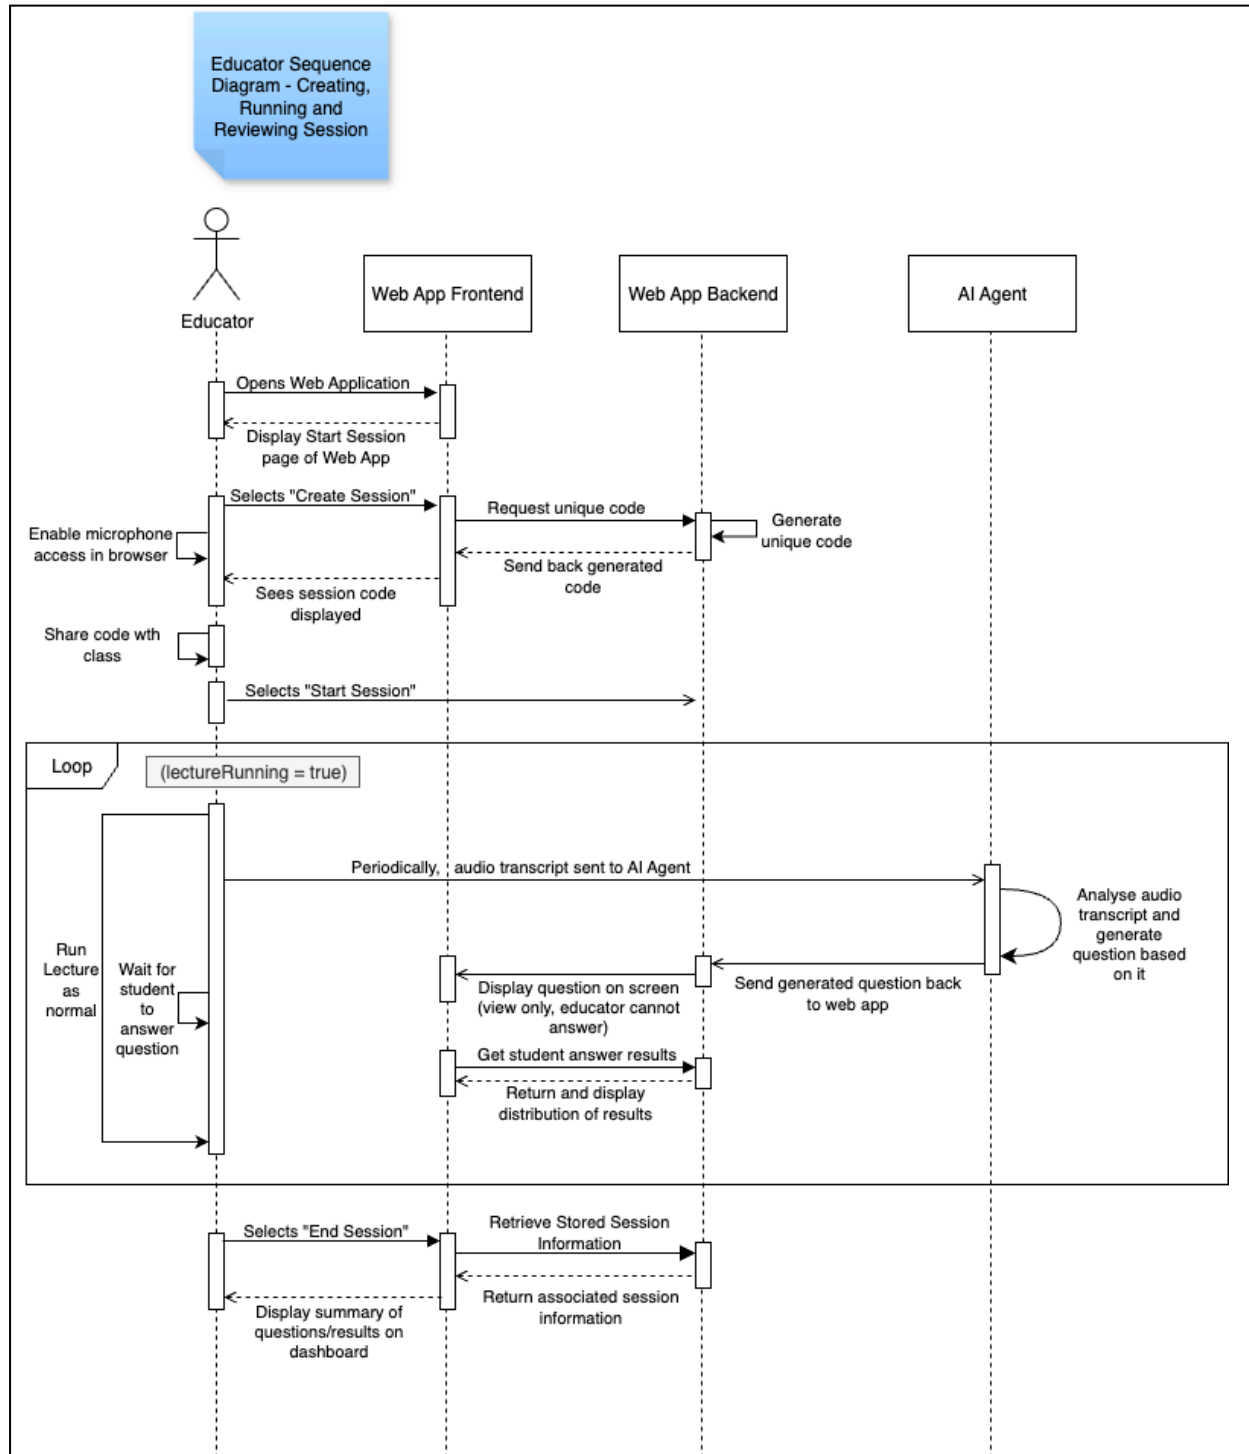 Educator Sequence
Diagram - Creating,
Running and
Reviewing Session
Educator
Web App Frontend
Web App Backend
AI Agent
Opens Web Application
Display Start Session
page of Web App
Selects "Create Session"
Request unique code
Generate
unique code
Enable microphone
access in browser
Send back generated
code
Sees session code
displayed
Share code wth
class
Selects "Start Session"
Loop
(lectureRunning = true)
Periodically, audio transcript sent to AI Agent
Analyse audio
transcript and
generate
question based
on it
Run
Lecture
as
normal
Wait for
student
to
answer
question
Send generated question back
to web app
Display question on screen
(view only, educator cannot
answer)
Get student answer results
Return and display
distribution of results
Selects "End Session"
Retrieve Stored Session
Information
Return associated session
information
Display summary of
questions/results on
dashboard